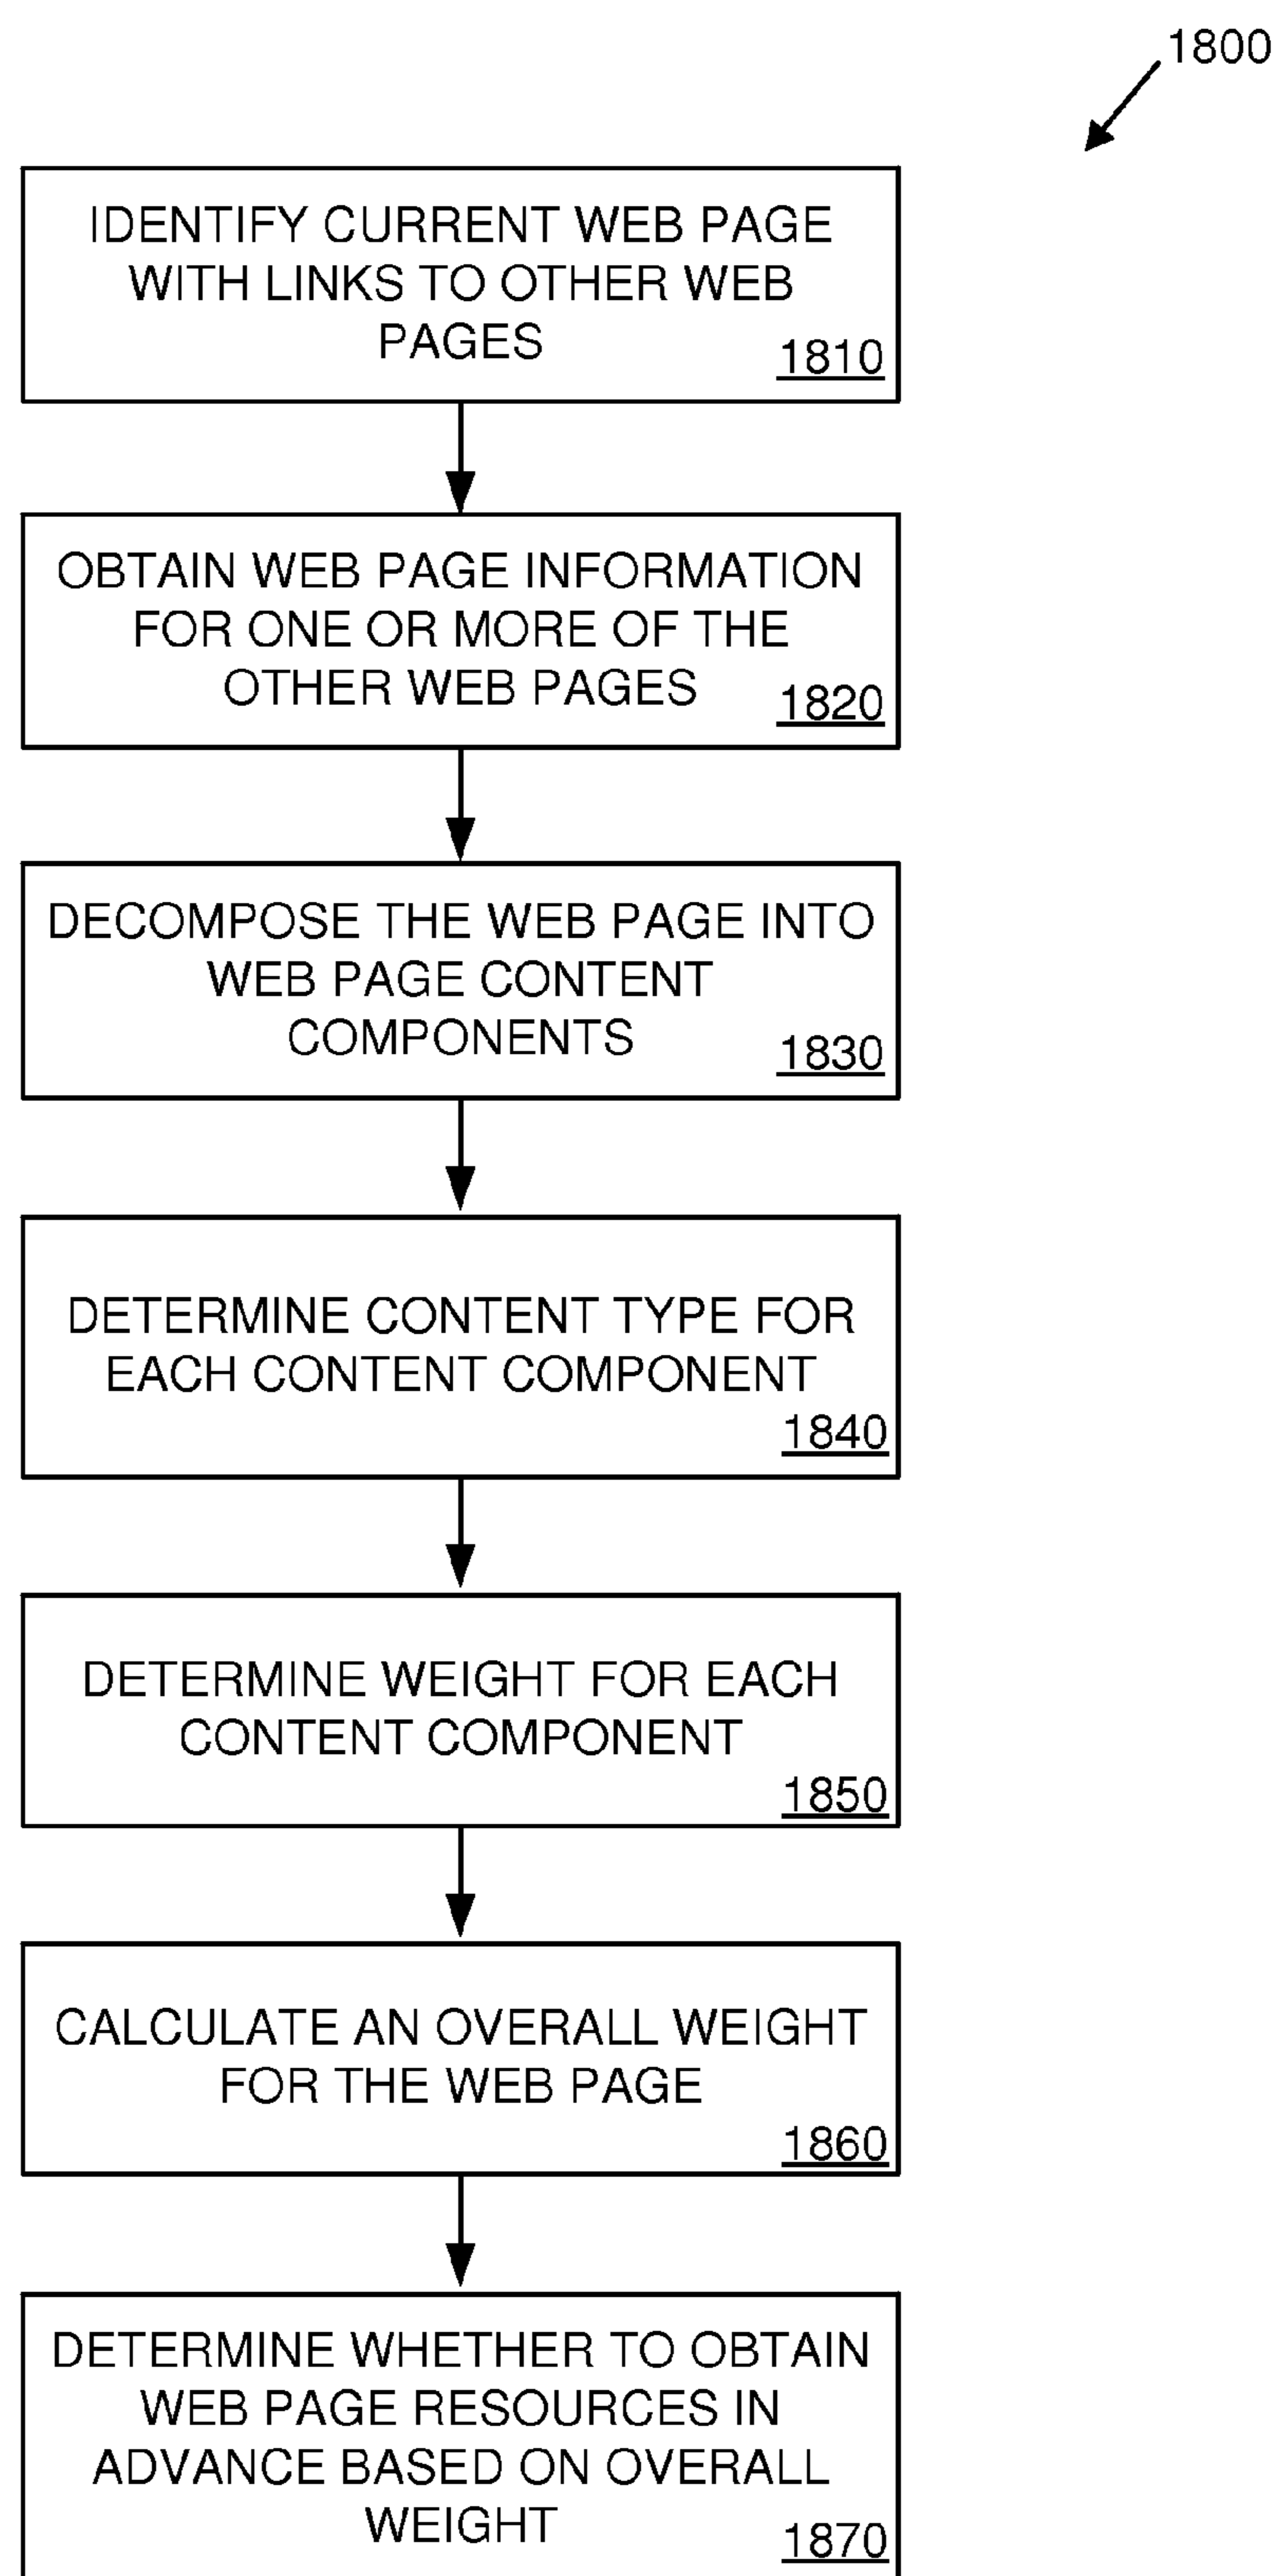 1800
IDENTIFY CURRENT WEB PAGE
WITH LINKS TO OTHER WEB
PAGES
1810
OBTAIN WEB PAGE INFORMATION
FOR ONE OR MORE OF THE
OTHER WEB PAGES
1820
DECOMPOSE THE WEB PAGE INTO
WEB PAGE CONTENT
COMPONENTS
1830
DETERMINE CONTENT TYPE FOR
EACH CONTENT COMPONENT
1840
DETERMINE WEIGHT FOR EACH
CONTENT COMPONENT
1850
CALCULATE AN OVERALL WEIGHT
FOR THE WEB PAGE
1860
DETERMINE WHETHER TO OBTAIN
WEB PAGE RESOURCES IN
ADVANCE BASED ON OVERALL
WEIGHT
1870